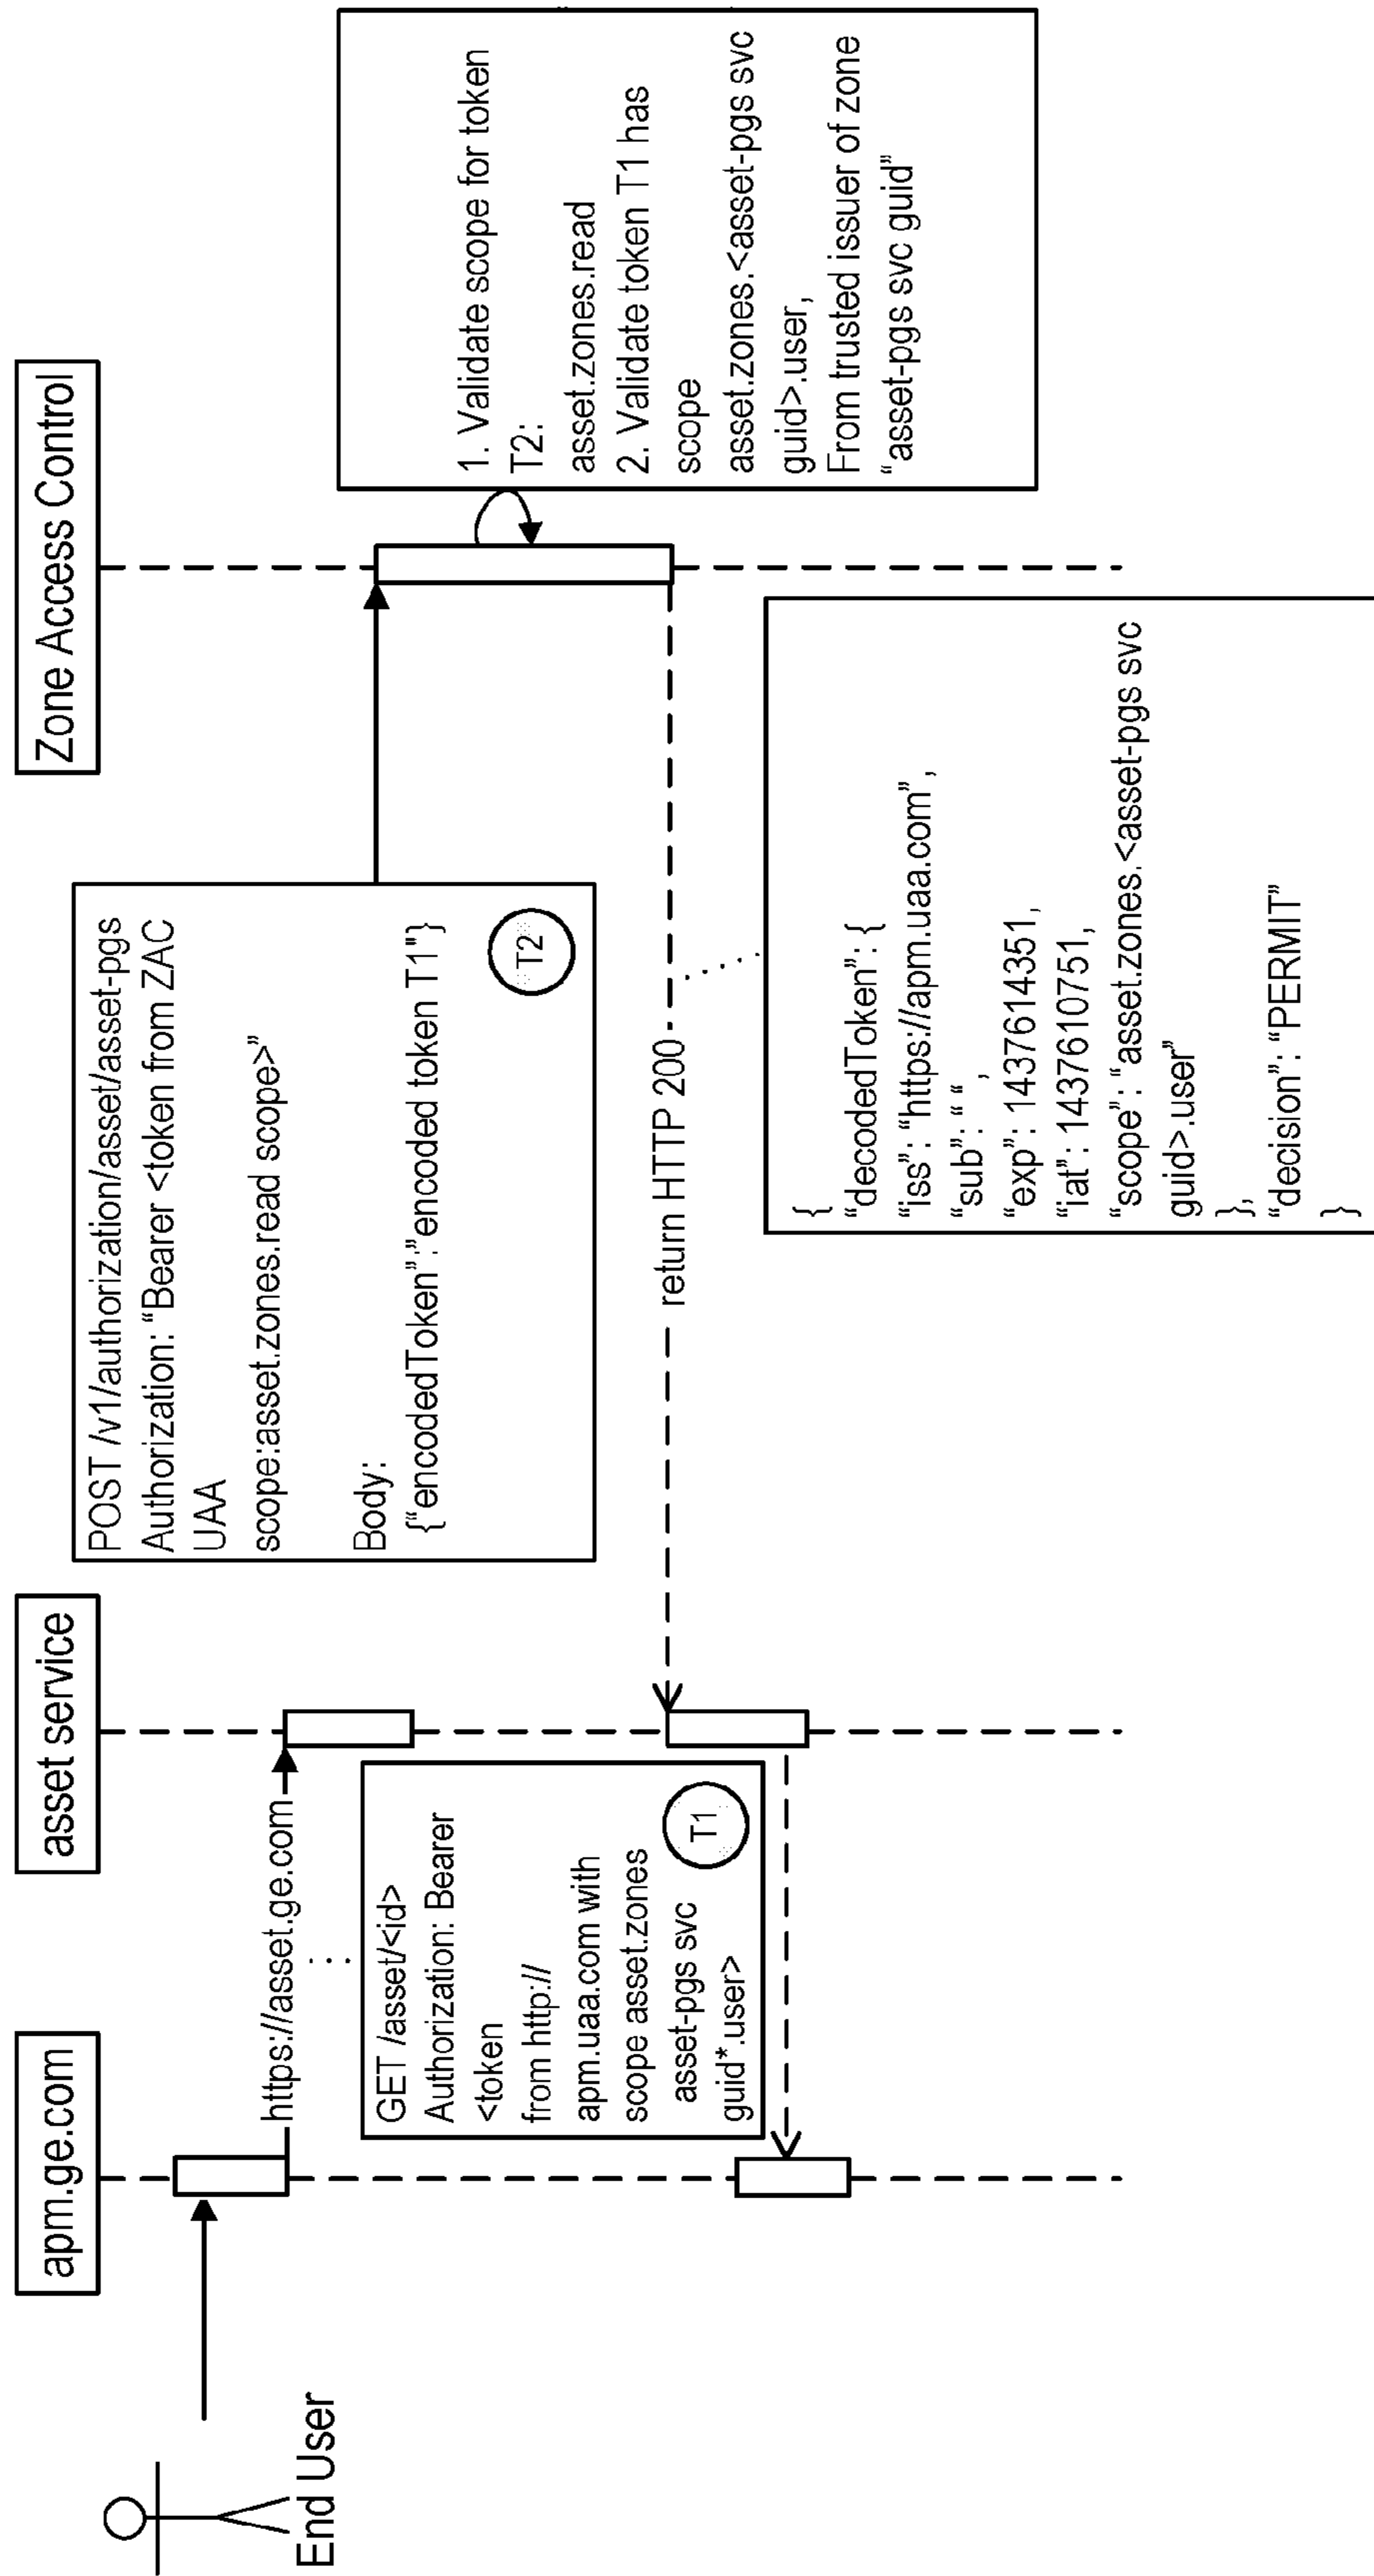 apm.ge.com
asset service
Zone Access Control
End User
https://asset.ge.com
GET /asset/<id>
Authorization: Bearer
<token
from http://
apm.uaa.com with
scope asset.zones
asset-pgs svc
guid*.user>
T1
POST /v1/authorization/asset/asset-pgs
Authorization: “Bearer <token from ZAC
UAA
scope:asset.zones.read scope>”
Body:
{“encodedToken”:”encoded token T1"}
T2
1. Validate scope for token
T2:
asset.zones.read
2. Validate token T1 has
scope
asset.zones.<asset-pgs svc
guid>.user,
From trusted issuer of zone
“asset-pgs svc guid”
return HTTP 200
{
“decodedToken”: {
“iss”: “https://apm.uaa.com”,
“sub”: “ “ ,
“exp”: 1437614351,
“iat”: 1437610751,
“scope”: “asset.zones.<asset-pgs svc
guid>.user”
},
“decision”: “PERMIT”
}